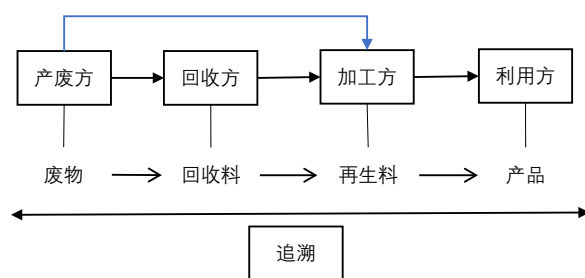 产废方 回收方 加工方 利用方
废物 回收料 再生料 产品
追溯